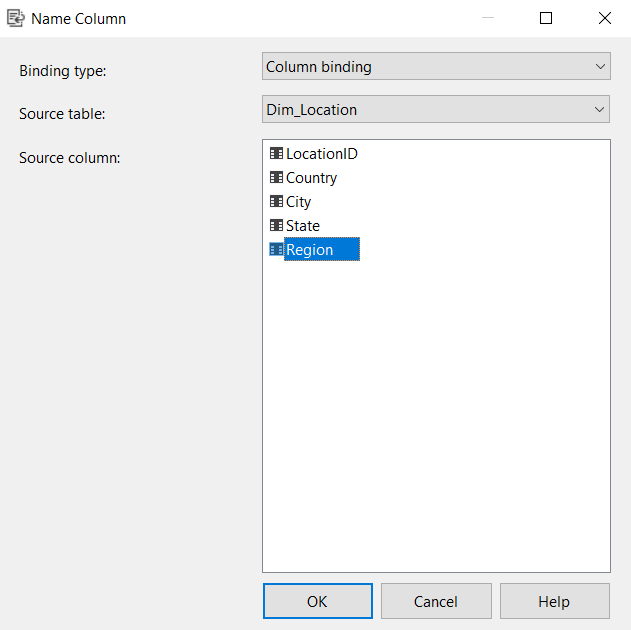 Name Column
Binding type:
Column binding
Source table:
Dim_Location
Source column:
LocationID
Country
City
State
Region
OK
Cancel
Help